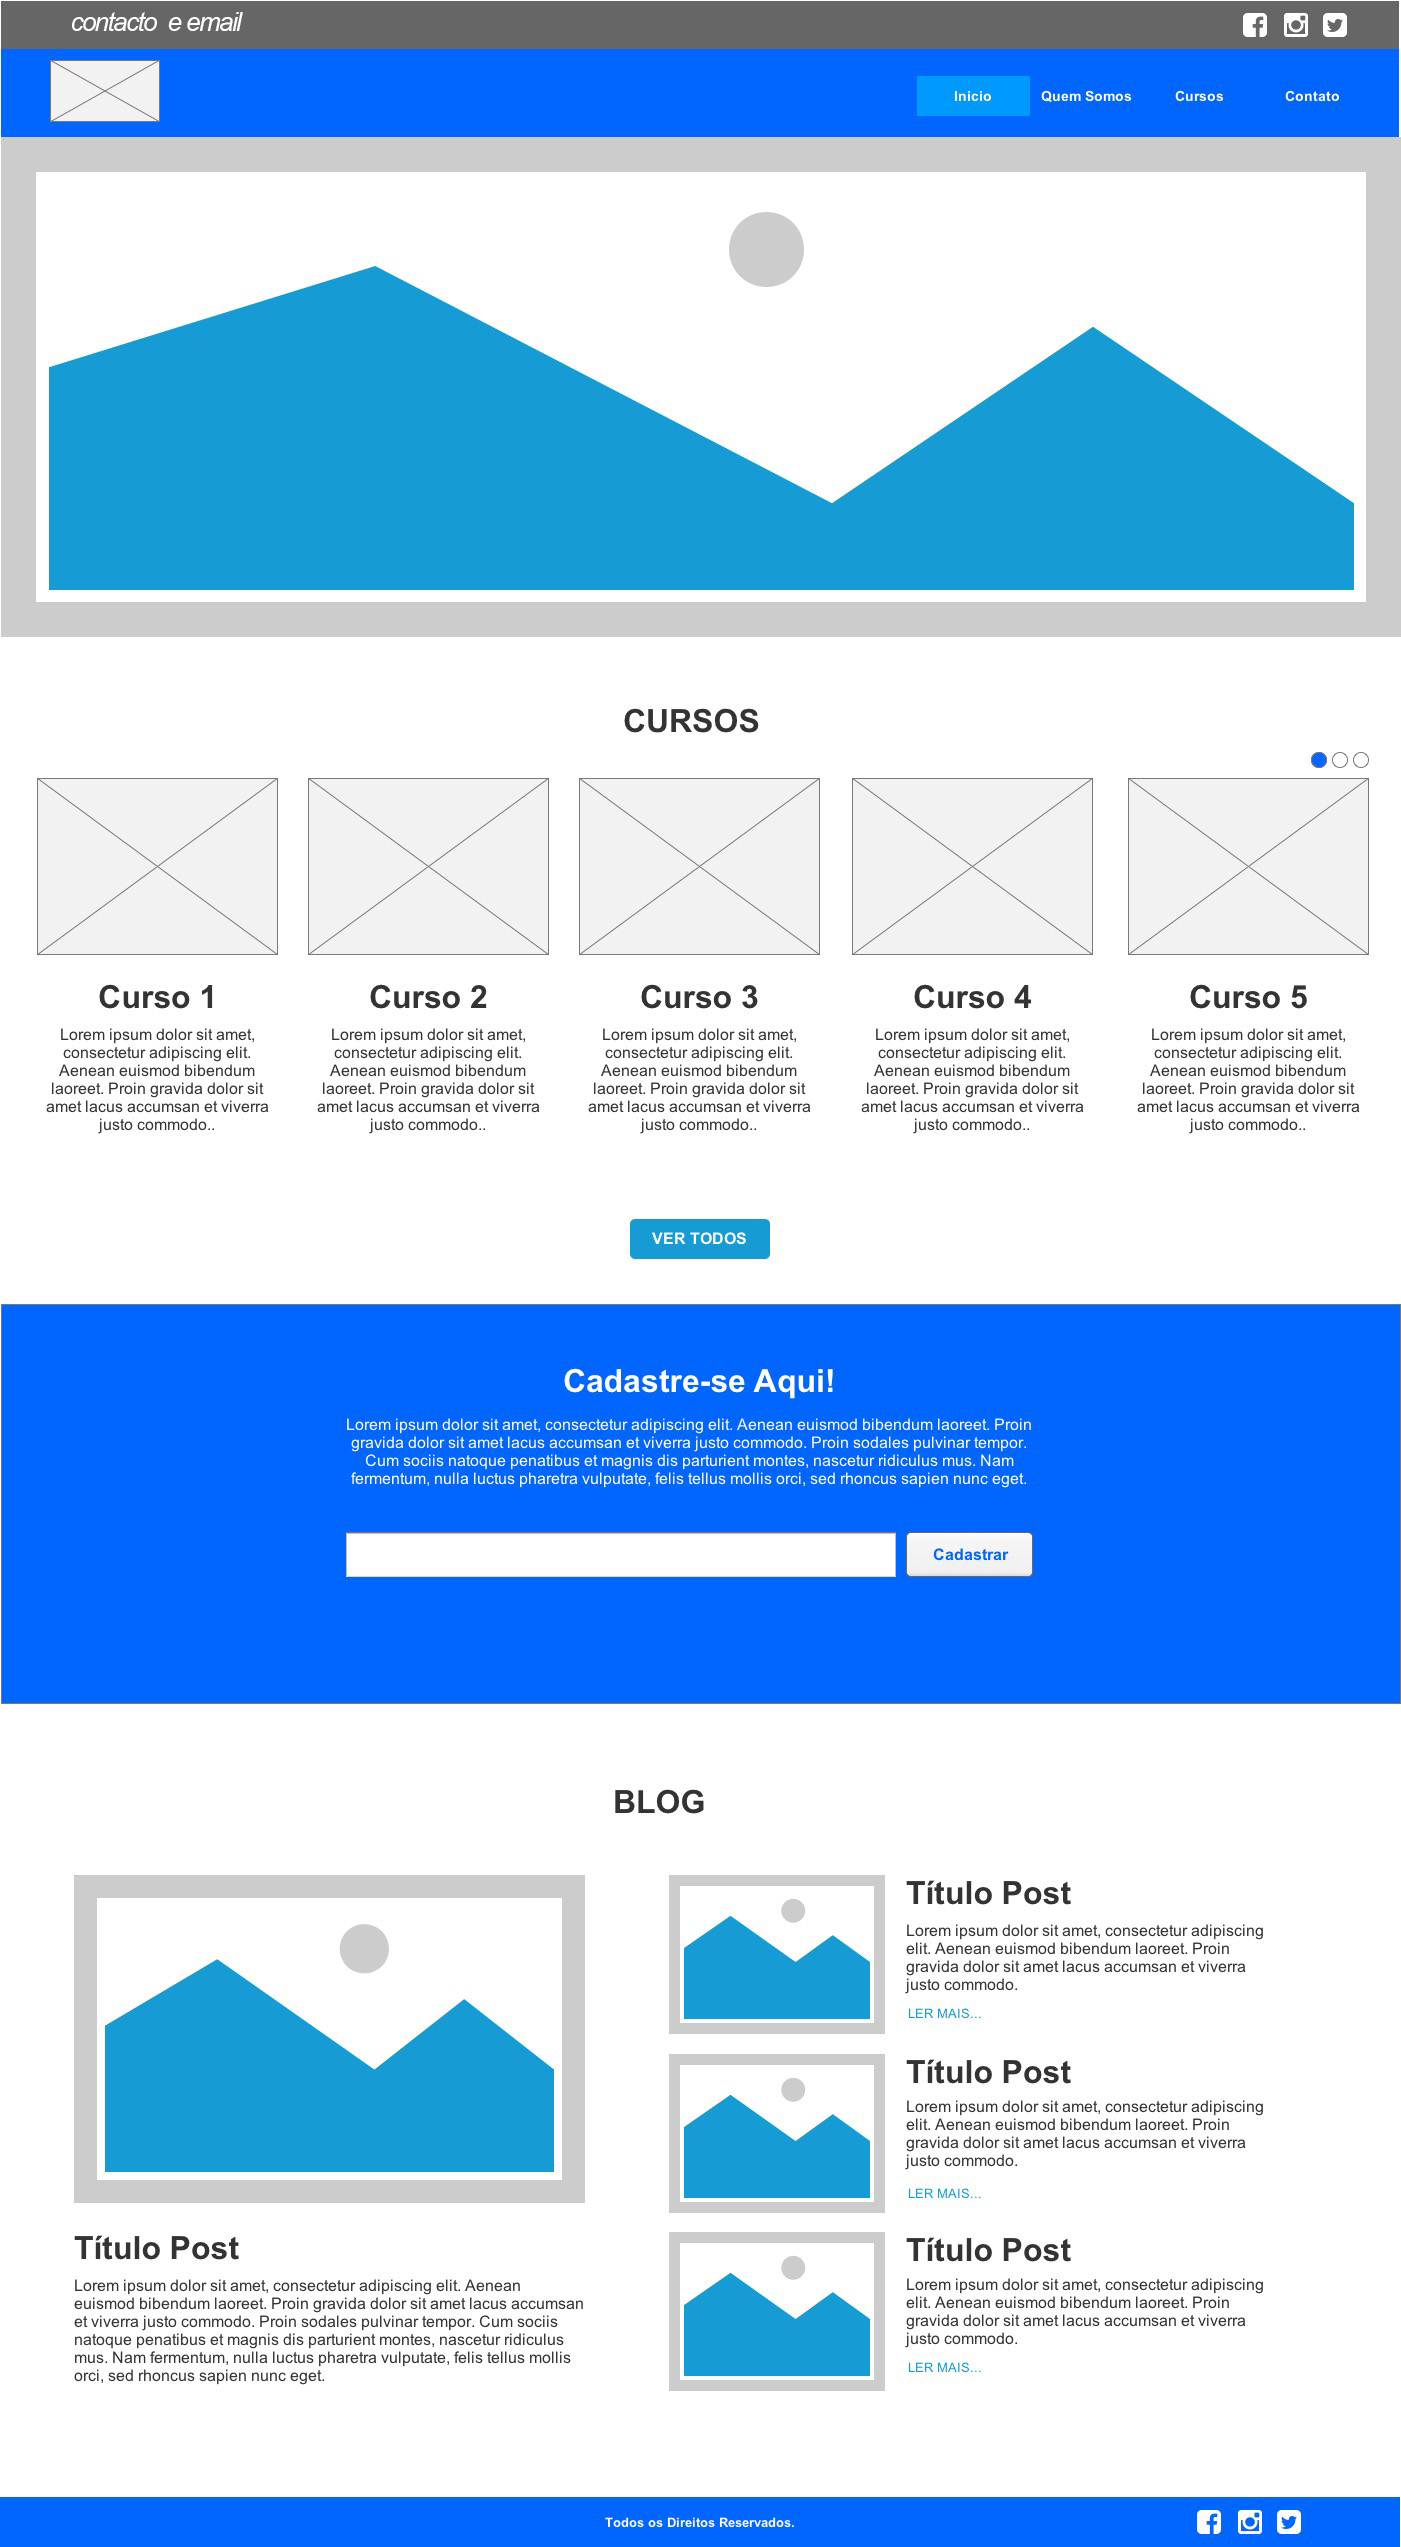 contacto e email
Inicio Quem Somos Cursos Contato
CURSOS
Curso 1
Lorem ipsum dolor sit amet,
consectetur adipiscing elit.
Aenean euismod bibendum
laoreet. Proin gravida dolor sit
amet lacus accumsan et viverra
justo commodo..
Curso 2
Lorem ipsum dolor sit amet,
consectetur adipiscing elit.
Aenean euismod bibendum
laoreet. Proin gravida dolor sit
amet lacus accumsan et viverra
justo commodo..
Curso 3
Lorem ipsum dolor sit amet,
consectetur adipiscing elit.
Aenean euismod bibendum
laoreet. Proin gravida dolor sit
amet lacus accumsan et viverra
justo commodo..
Curso 4
Lorem ipsum dolor sit amet,
consectetur adipiscing elit.
Aenean euismod bibendum
laoreet. Proin gravida dolor sit
amet lacus accumsan et viverra
justo commodo..
Curso 5
Lorem ipsum dolor sit amet,
consectetur adipiscing elit.
Aenean euismod bibendum
laoreet. Proin gravida dolor sit
amet lacus accumsan et viverra
justo commodo..
VER TODOS
Cadastre-se Aqui!
Lorem ipsum dolor sit amet, consectetur adipiscing elit. Aenean euismod bibendum laoreet. Proin
gravida dolor sit amet lacus accumsan et viverra justo commodo. Proin sodales pulvinar tempor.
Cum sociis natoque penatibus et magnis dis parturient montes, nascetur ridiculus mus. Nam
fermentum, nulla luctus pharetra vulputate, felis tellus mollis orci, sed rhoncus sapien nunc eget.
Cadastrar
BLOG
Título Post
Lorem ipsum dolor sit amet, consectetur adipiscing elit. Aenean
euismod bibendum laoreet. Proin gravida dolor sit amet lacus accumsan
et viverra justo commodo. Proin sodales pulvinar tempor. Cum sociis
natoque penatibus et magnis dis parturient montes, nascetur ridiculus
mus. Nam fermentum, nulla luctus pharetra vulputate, felis tellus mollis
orci, sed rhoncus sapien nunc eget.
Título Post
Lorem ipsum dolor sit amet, consectetur adipiscing
elit. Aenean euismod bibendum laoreet. Proin
gravida dolor sit amet lacus accumsan et viverra
justo commodo.
LER MAIS...
Título Post
Lorem ipsum dolor sit amet, consectetur adipiscing
elit. Aenean euismod bibendum laoreet. Proin
gravida dolor sit amet lacus accumsan et viverra
justo commodo.
LER MAIS...
Título Post
Lorem ipsum dolor sit amet, consectetur adipiscing
elit. Aenean euismod bibendum laoreet. Proin
gravida dolor sit amet lacus accumsan et viverra
justo commodo.
LER MAIS...
Todos os Direitos Reservados.